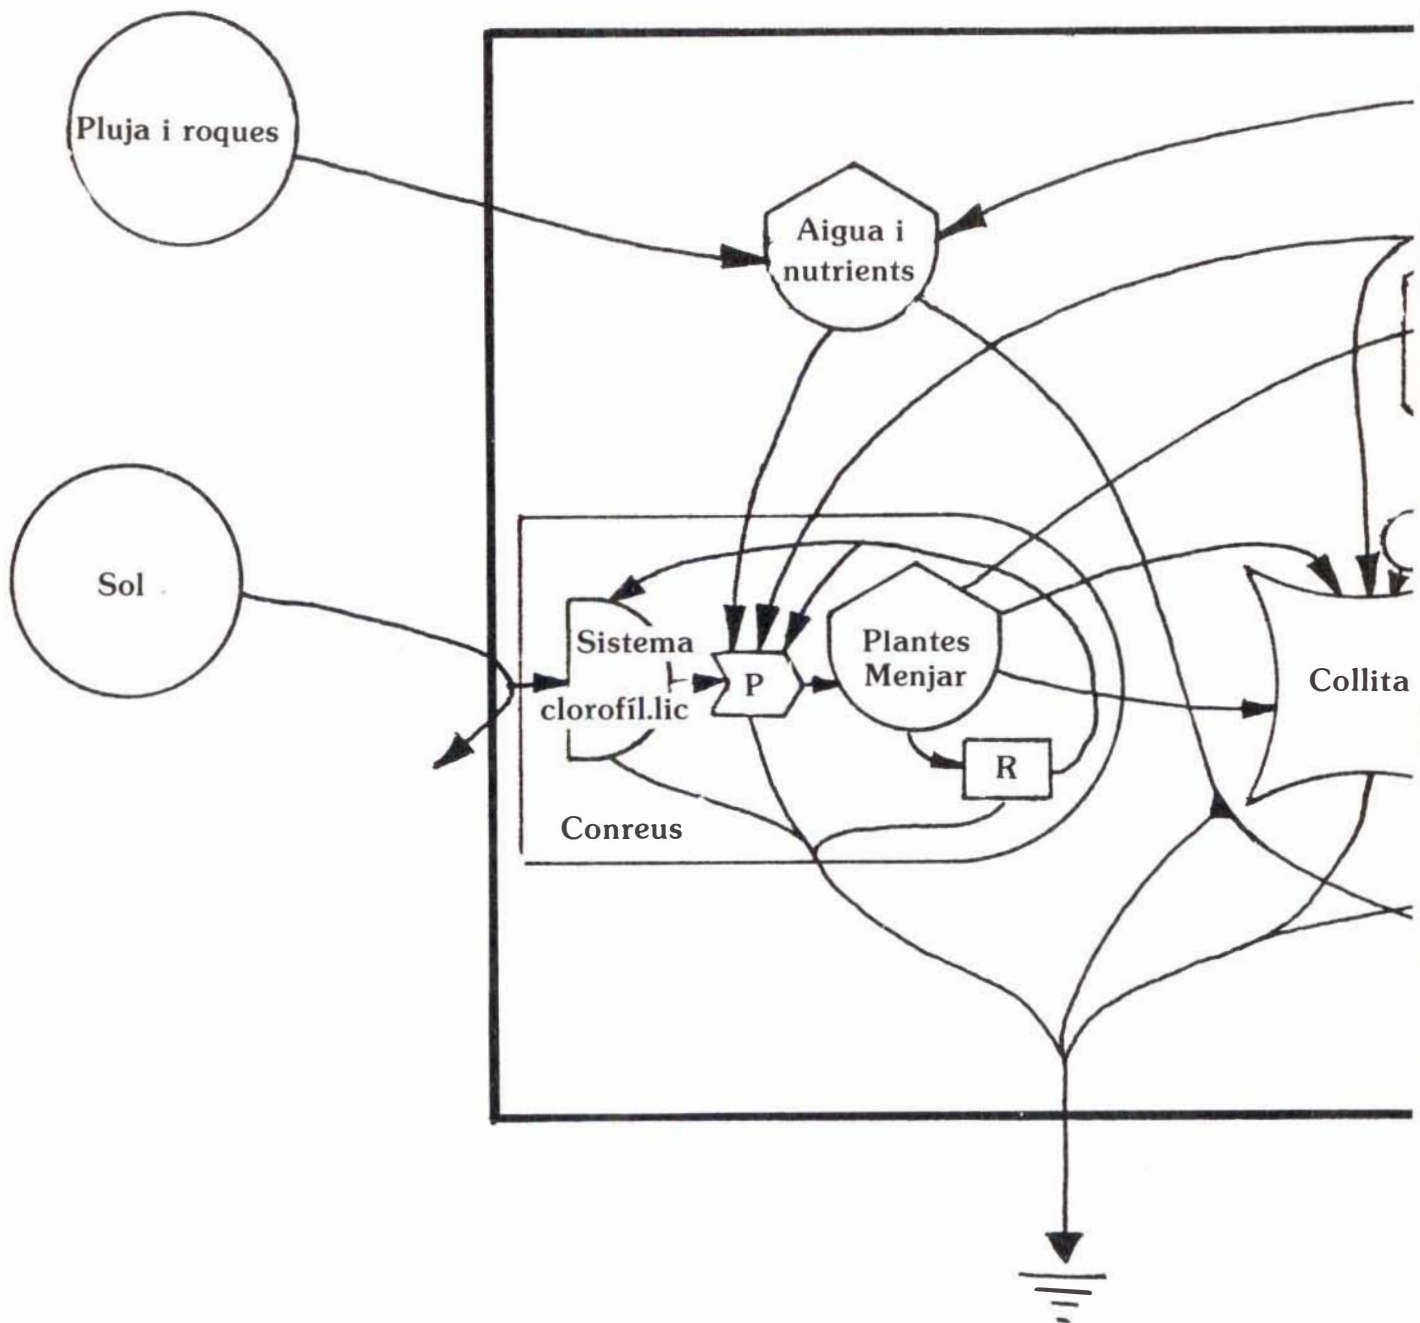 Pluja i roques
Aigua i
nutrients
Sol
Sistema
clorofíl.lic
P
Plantes
Menjar
R
Conreus
Collita